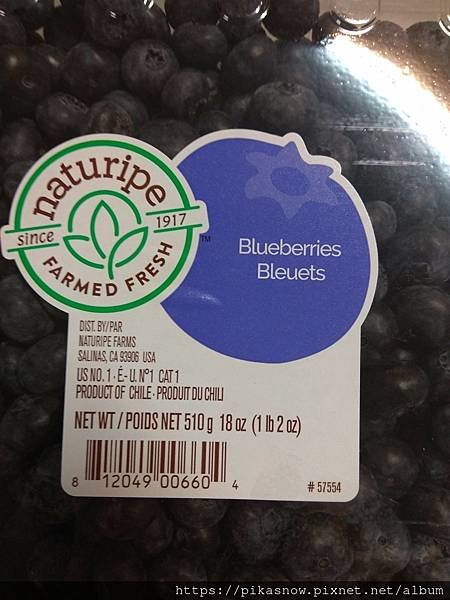 naturipe
since 1917
FARMED FRESH
TM
Blueberries
Bleuets
DIST. BY/PAR
NATURIPE FARMS
SALINAS, CA 93906 USA
US NO. 1 · É-U. N°1 CAT 1
PRODUCT OF CHILE · PRODUIT DU CHILI
NET WT / POIDS NET 510 g 18 oz (1 lb 2 oz)
8 12049 00660 4
# 57554
https://pikasnow.pixnet.net/album